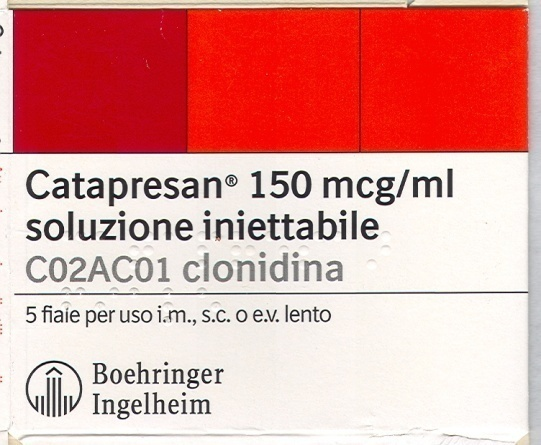 Catapresan® 150 mcg/ml
soluzione iniettabile
C02AC01 clonidina
5 fiale per uso i.m., s.c. o e.v. lento
Boehringer
Ingelheim